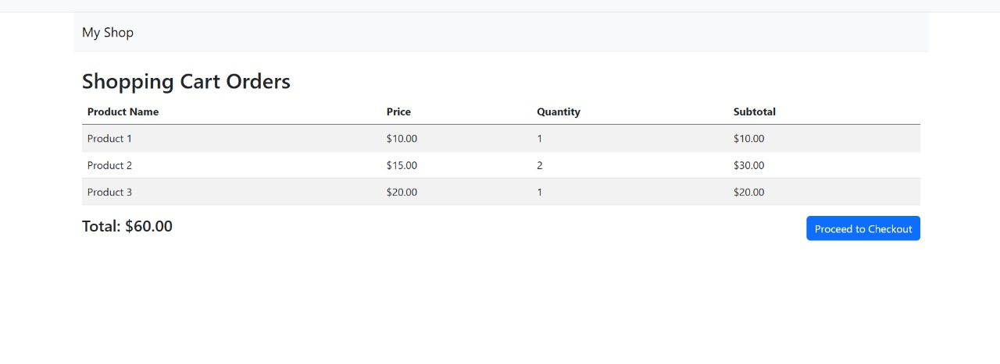 My Shop
Shopping Cart Orders
Product Name Price Quantity Subtotal
Product 1 $10.00 1 $10.00
Product 2 $15.00 2 $30.00
Product 3 $20.00 1 $20.00
Total: $60.00 Proceed to Checkout